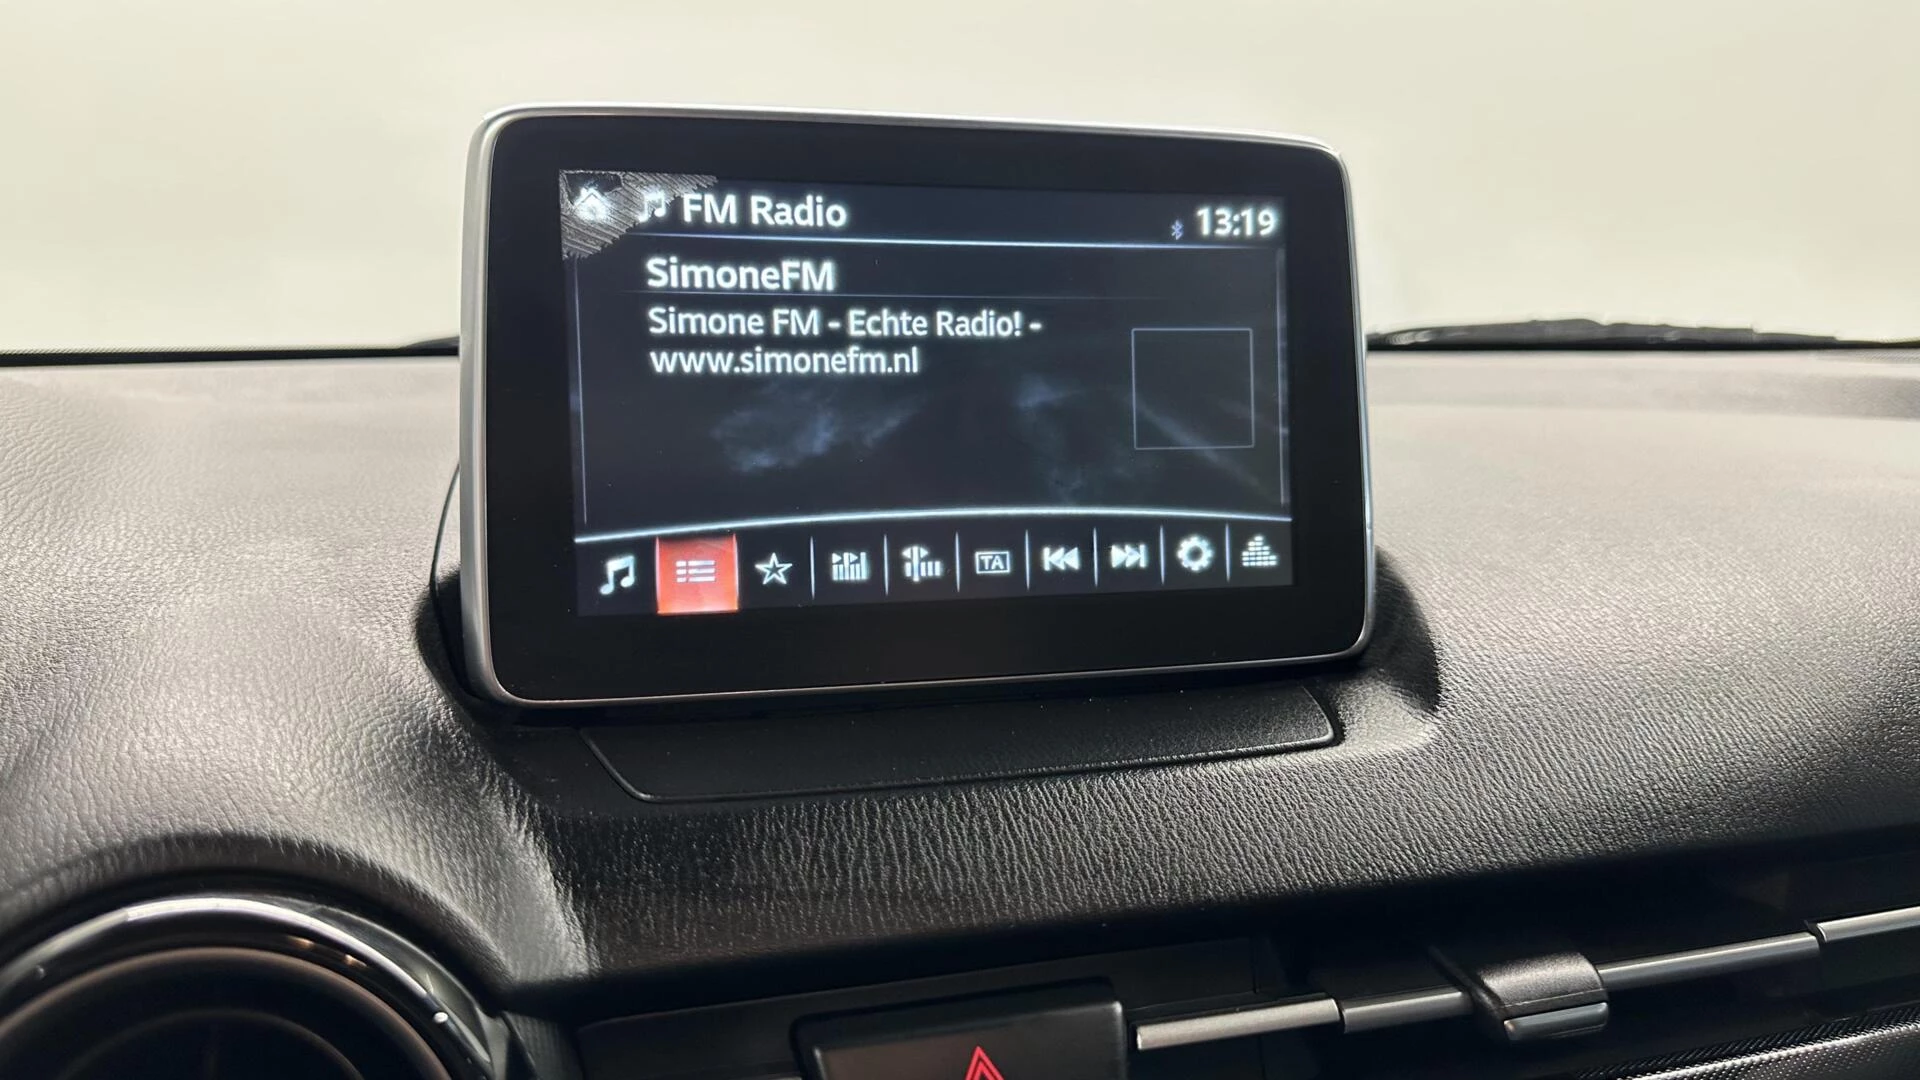 FM Radio
13:19
SimoneFM
Simone FM - Echte Radio! -
www.simonefm.nl
TA